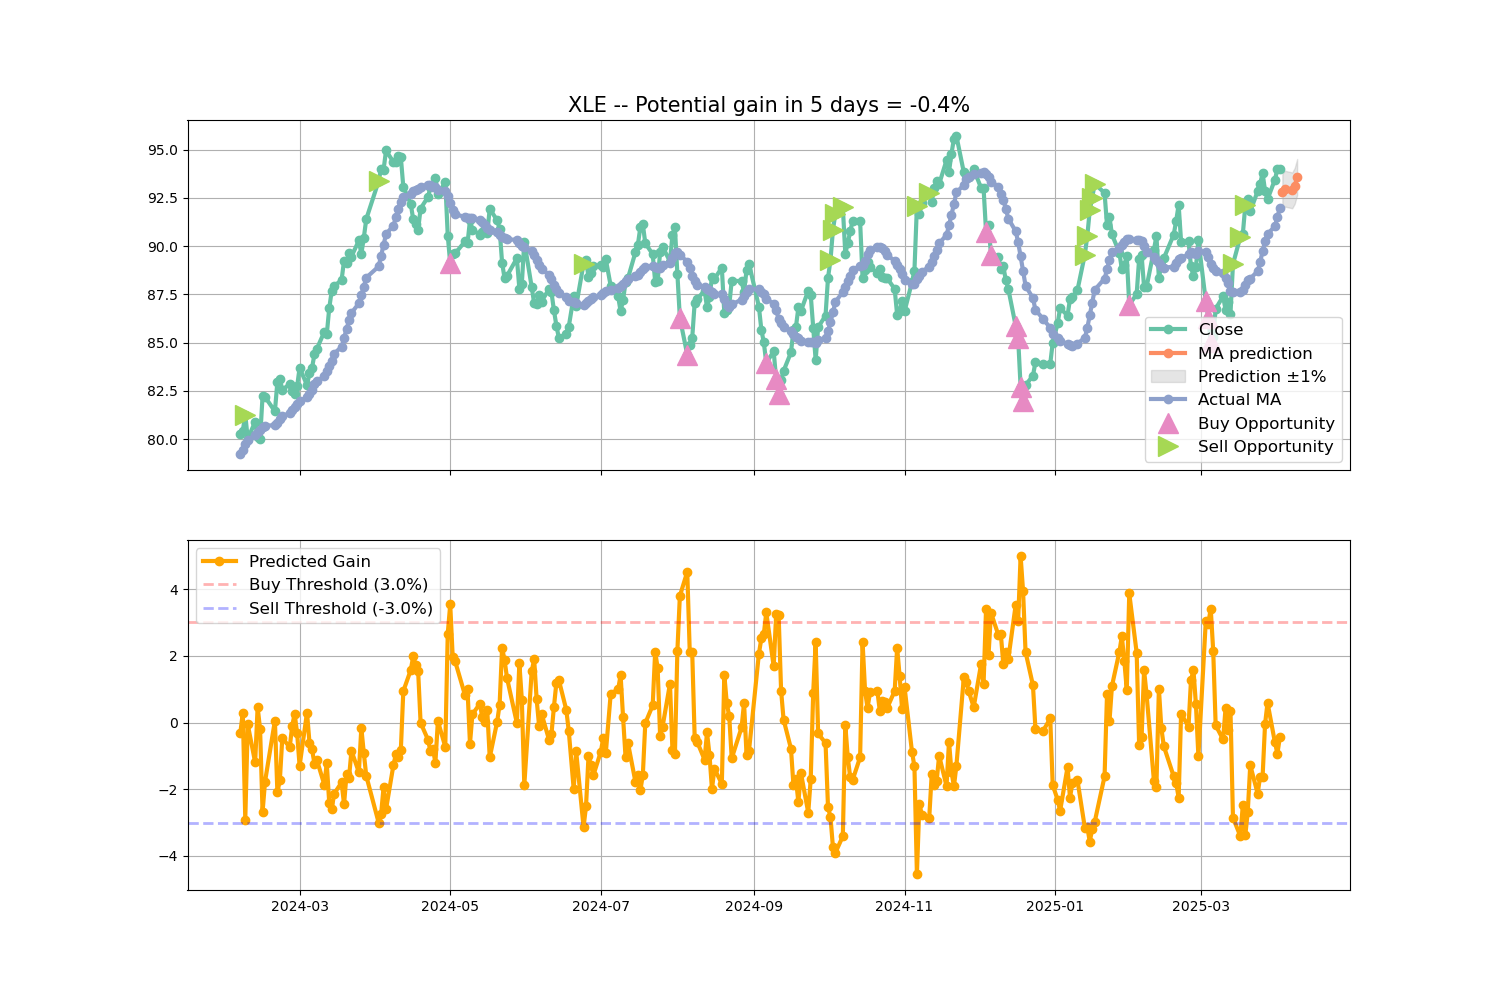 XLE -- Potential gain in 5 days = -0.4%
95.0
92.5
90.0
87.5
85.0
82.5
80.0
Close
MA prediction
Prediction ±1%
Actual MA
Buy Opportunity
Sell Opportunity
Predicted Gain
Buy Threshold (3.0%)
Sell Threshold (-3.0%)
4
2
0
−2
−4
2024-03 2024-05 2024-07 2024-09 2024-11 2025-01 2025-03